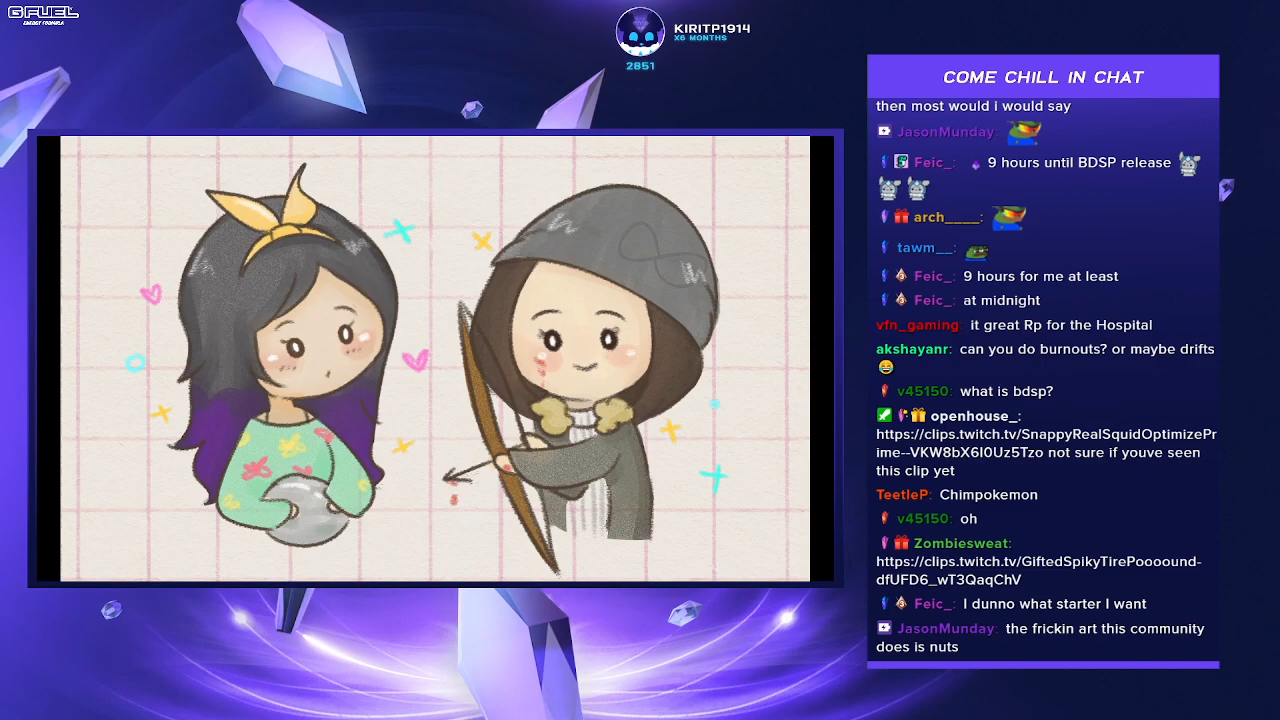 GFUEL
ENERGY FORMULA
KIRITP1914
X6 MONTHS
2851
COME CHILL IN CHAT
then most would i would say
JasonMunday:
Feic_: 9 hours until BDSP release
arch____:
tawm__:
Feic_: 9 hours for me at least
Feic_: at midnight
vfn_gaming: it great Rp for the Hospital
akshayanr: can you do burnouts? or maybe drifts
v45150: what is bdsp?
openhouse_:
https://clips.twitch.tv/SnappyRealSquidOptimizePr
ime--VKW8bX6I0Uz5Tzo not sure if youve seen
this clip yet
TeetleP: Chimpokemon
v45150: oh
Zombiesweat:
https://clips.twitch.tv/GiftedSpikyTirePoooound-
dfUFD6_wT3QaqChV
Feic_: I dunno what starter I want
JasonMunday: the frickin art this community
does is nuts